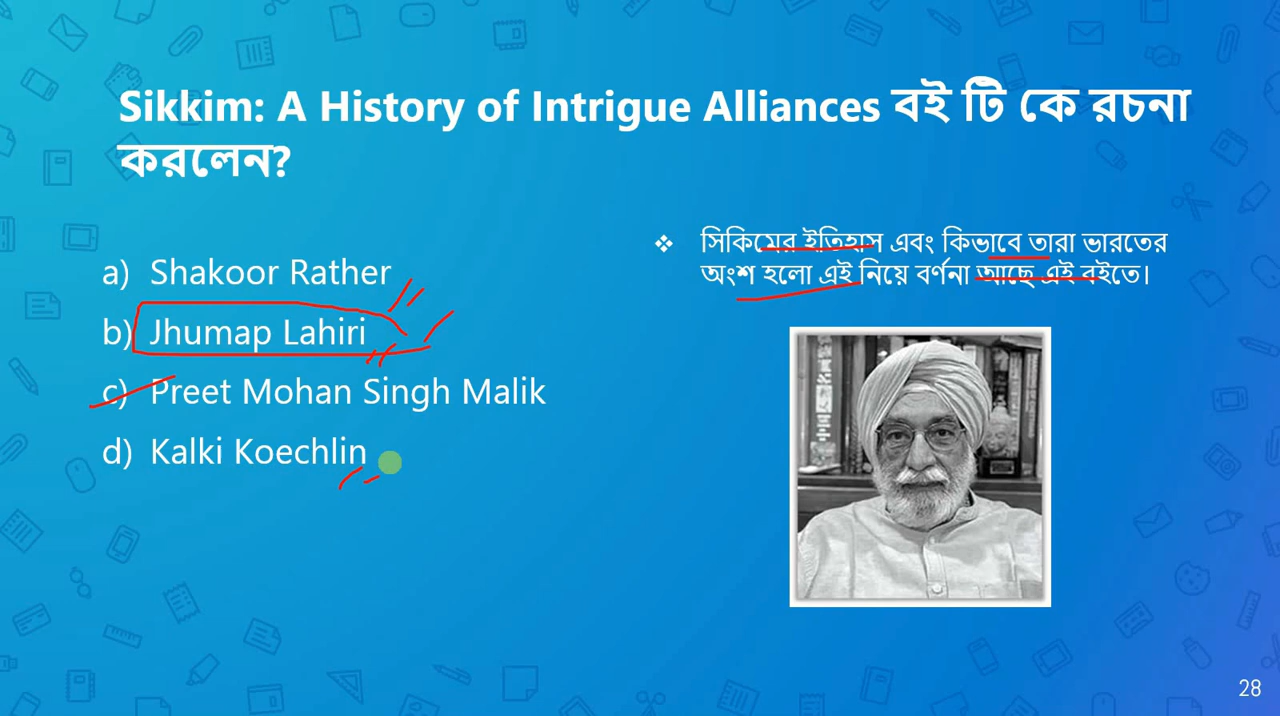 Sikkim: A History of Intrigue Alliances বই টি কে রচনা
করলেন?
a) Shakoor Rather
b) Jhumap Lahiri
c) Preet Mohan Singh Malik
d) Kalki Koechlin
❖ সিকিমের ইতিহাস এবং কিভাবে তারা ভারতের
অংশ হলো এই নিয়ে বর্ণনা আছে এই বইতে।
28